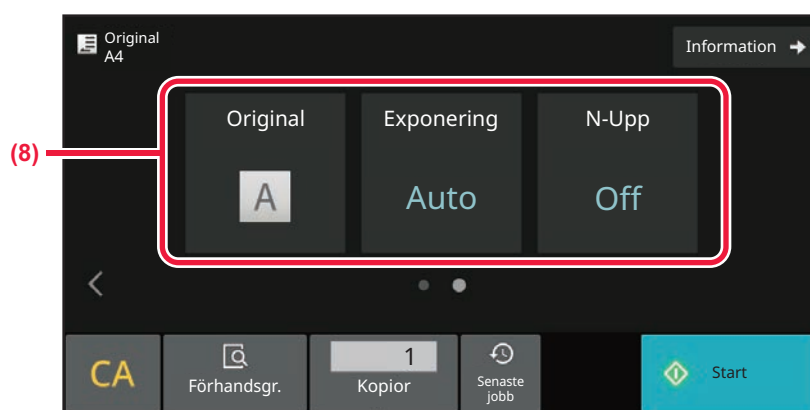 Original
A4
Information
(8)
Original
Exponering
N-Upp
A
Auto
Off
CA
Förhandsgr.
1
Kopior
Senaste
jobb
Start